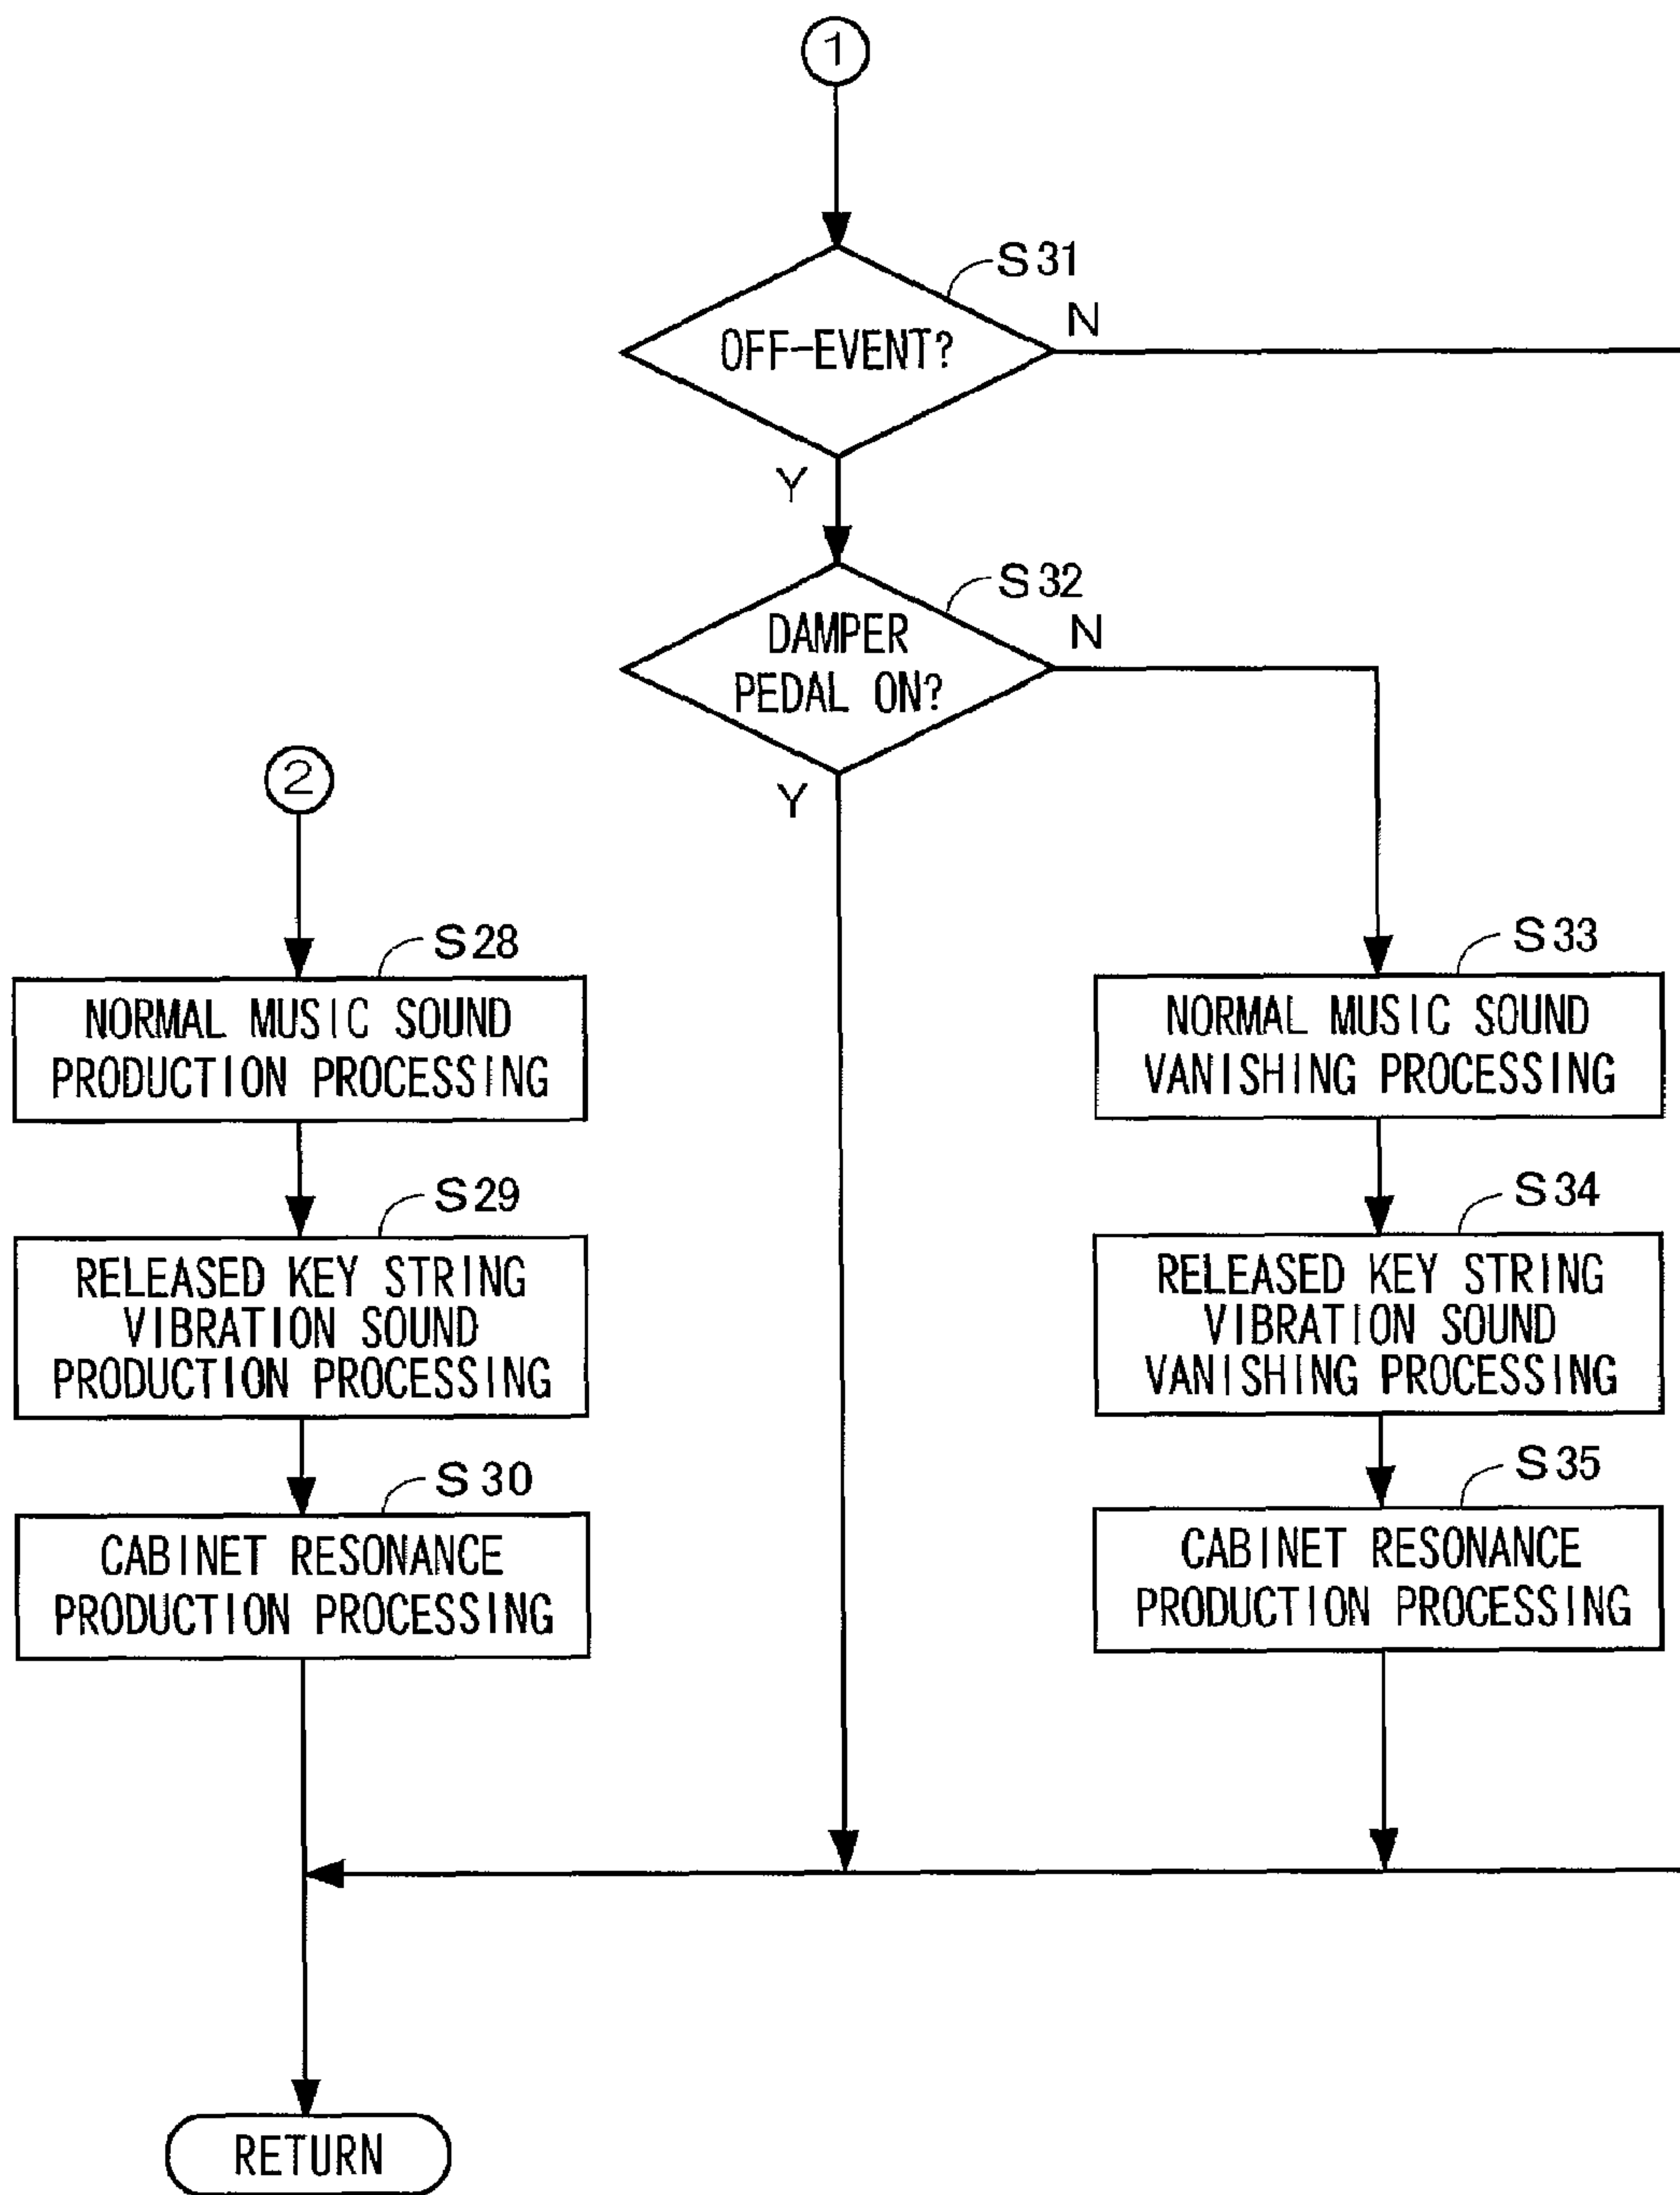 1
S31
OFF-EVENT?
N
Y
S32
DAMPER
PEDAL ON?
N
Y
2
S28
NORMAL MUSIC SOUND
PRODUCTION PROCESSING
S29
RELEASED KEY STRING
VIBRATION SOUND
PRODUCTION PROCESSING
S30
CABINET RESONANCE
PRODUCTION PROCESSING
S33
NORMAL MUSIC SOUND
VANISHING PROCESSING
S34
RELEASED KEY STRING
VIBRATION SOUND
VANISHING PROCESSING
S35
CABINET RESONANCE
PRODUCTION PROCESSING
RETURN